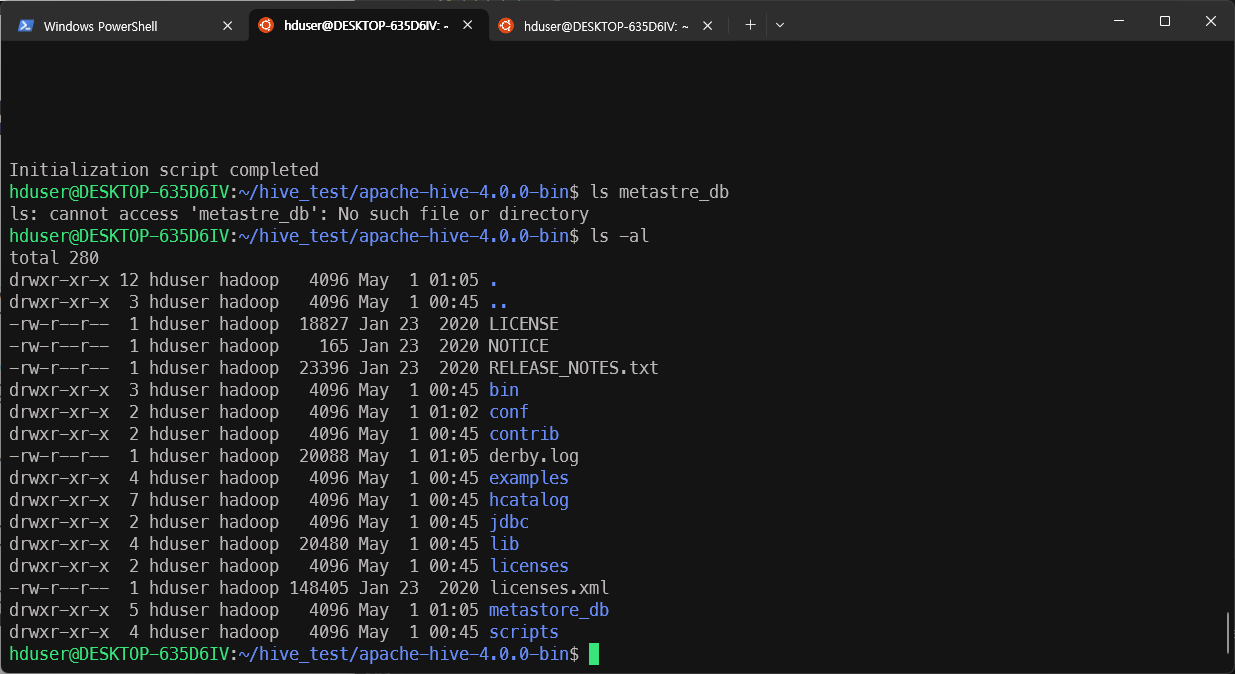 Windows PowerShell
hduser@DESKTOP-635D6IV: ~
hduser@DESKTOP-635D6IV: ~
Initialization script completed
hduser@DESKTOP-635D6IV:~/hive_test/apache-hive-4.0.0-bin$ ls metastre_db
ls: cannot access 'metastre_db': No such file or directory
hduser@DESKTOP-635D6IV:~/hive_test/apache-hive-4.0.0-bin$ ls -al
total 280
drwxr-xr-x 12 hduser hadoop   4096 May  1 01:05 .
drwxr-xr-x  3 hduser hadoop   4096 May  1 00:45 ..
-rw-r--r--  1 hduser hadoop  18827 Jan 23  2020 LICENSE
-rw-r--r--  1 hduser hadoop    165 Jan 23  2020 NOTICE
-rw-r--r--  1 hduser hadoop  23396 Jan 23  2020 RELEASE_NOTES.txt
drwxr-xr-x  3 hduser hadoop   4096 May  1 00:45 bin
drwxr-xr-x  2 hduser hadoop   4096 May  1 01:02 conf
drwxr-xr-x  2 hduser hadoop   4096 May  1 00:45 contrib
-rw-r--r--  1 hduser hadoop  20088 May  1 01:05 derby.log
drwxr-xr-x  4 hduser hadoop   4096 May  1 00:45 examples
drwxr-xr-x  7 hduser hadoop   4096 May  1 00:45 hcatalog
drwxr-xr-x  2 hduser hadoop   4096 May  1 00:45 jdbc
drwxr-xr-x  4 hduser hadoop  20480 May  1 00:45 lib
drwxr-xr-x  2 hduser hadoop   4096 May  1 00:45 licenses
-rw-r--r--  1 hduser hadoop 148405 Jan 23  2020 licenses.xml
drwxr-xr-x  5 hduser hadoop   4096 May  1 01:05 metastore_db
drwxr-xr-x  4 hduser hadoop   4096 May  1 00:45 scripts
hduser@DESKTOP-635D6IV:~/hive_test/apache-hive-4.0.0-bin$